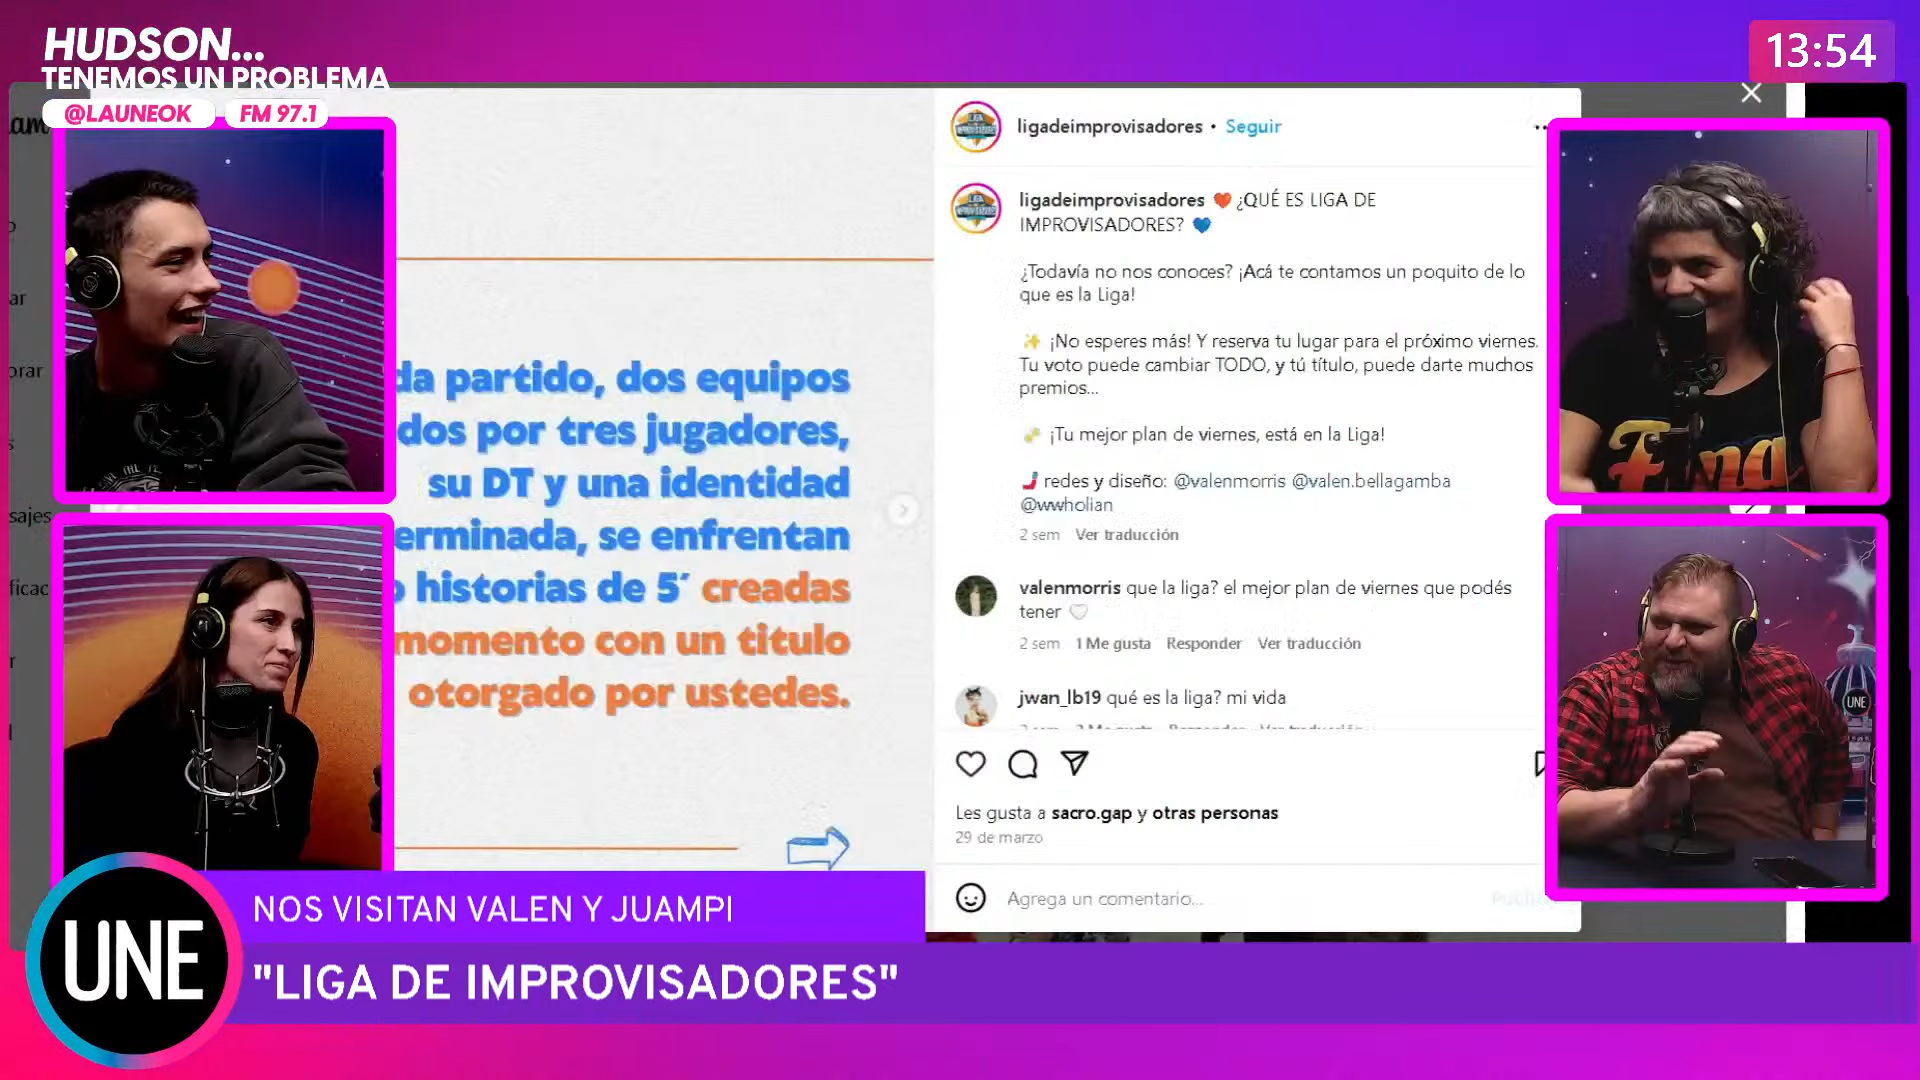 HUDSON...
TENEMOS UN PROBLEMA
@LAUNEOK
FM 97.1
13:54
da partido, dos equipos
dos por tres jugadores,
su DT y una identidad
erminada, se enfrentan
historias de 5´ creadas
momento con un titulo
otorgado por ustedes.
ligadeimprovisadores • Seguir
ligadeimprovisadores ❤️ ¿QUÉ ES LIGA DE
IMPROVISADORES? 💙
¿Todavía no nos conoces? ¡Acá te contamos un poquito de lo
que es la Liga!
✨ ¡No esperes más! Y reserva tu lugar para el próximo viernes.
Tu voto puede cambiar TODO, y tú título, puede darte muchos
premios...
¡Tu mejor plan de viernes, está en la Liga!
redes y diseño: @valenmorris @valen.bellagamba
@wwholian
2 sem Ver traducción
valenmorris que la liga? el mejor plan de viernes que podés
tener 🤍
2 sem 1 Me gusta Responder Ver traducción
jwan_lb19 qué es la liga? mi vida
Les gusta a sacro.gap y otras personas
29 de marzo
Agrega un comentario...
UNE
NOS VISITAN VALEN Y JUAMPI
UNE
"LIGA DE IMPROVISADORES"